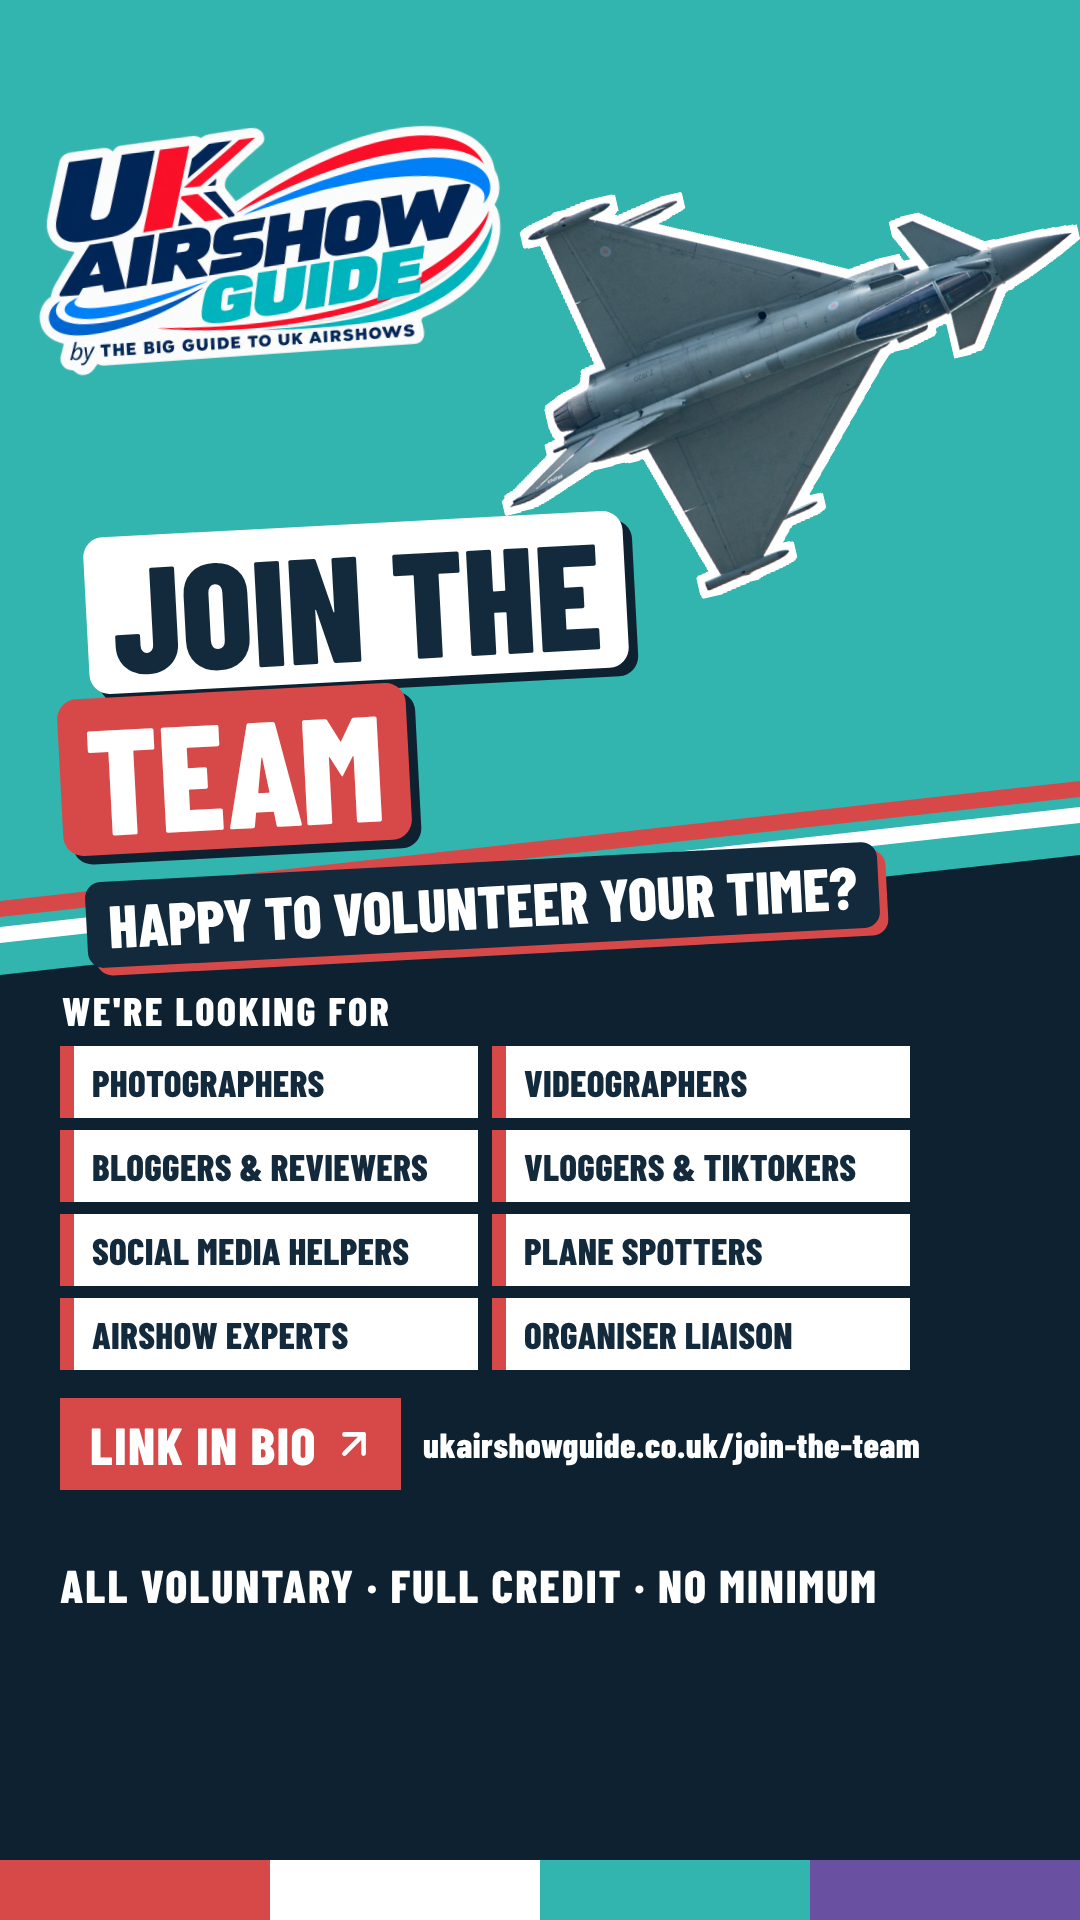 UK
AIRSHOW
GUIDE
by THE BIG GUIDE TO UK AIRSHOWS
JOIN THE
TEAM
HAPPY TO VOLUNTEER YOUR TIME?
WE'RE LOOKING FOR
PHOTOGRAPHERS
VIDEOGRAPHERS
BLOGGERS & REVIEWERS
VLOGGERS & TIKTOKERS
SOCIAL MEDIA HELPERS
PLANE SPOTTERS
AIRSHOW EXPERTS
ORGANISER LIAISON
LINK IN BIO
ukairshowguide.co.uk/join-the-team
ALL VOLUNTARY · FULL CREDIT · NO MINIMUM